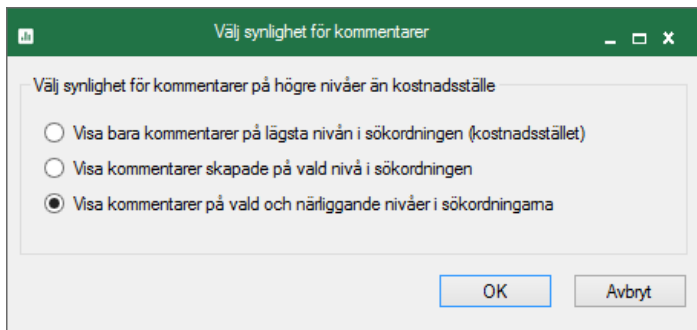 Välj synlighet för kommentarer
Välj synlighet för kommentarer på högre nivåer än kostnadsställe
Visa bara kommentarer på lägsta nivån i sökordningen (kostnadsstället)
Visa kommentarer skapade på vald nivå i sökordningen
Visa kommentarer på vald och närliggande nivåer i sökordningarna
OK Avbryt